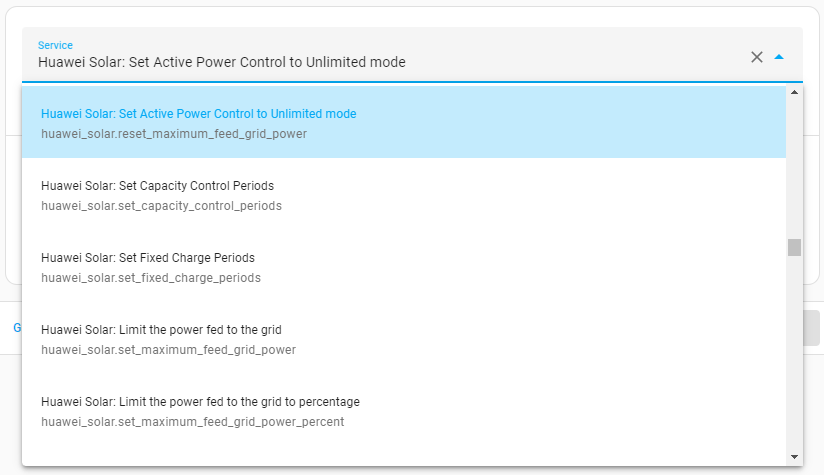 Service
Huawei Solar: Set Active Power Control to Unlimited mode
Huawei Solar: Set Active Power Control to Unlimited mode
huawei_solar.reset_maximum_feed_grid_power
Huawei Solar: Set Capacity Control Periods
huawei_solar.set_capacity_control_periods
Huawei Solar: Set Fixed Charge Periods
huawei_solar.set_fixed_charge_periods
G
Huawei Solar: Limit the power fed to the grid
huawei_solar.set_maximum_feed_grid_power
Huawei Solar: Limit the power fed to the grid to percentage
huawei_solar.set_maximum_feed_grid_power_percent